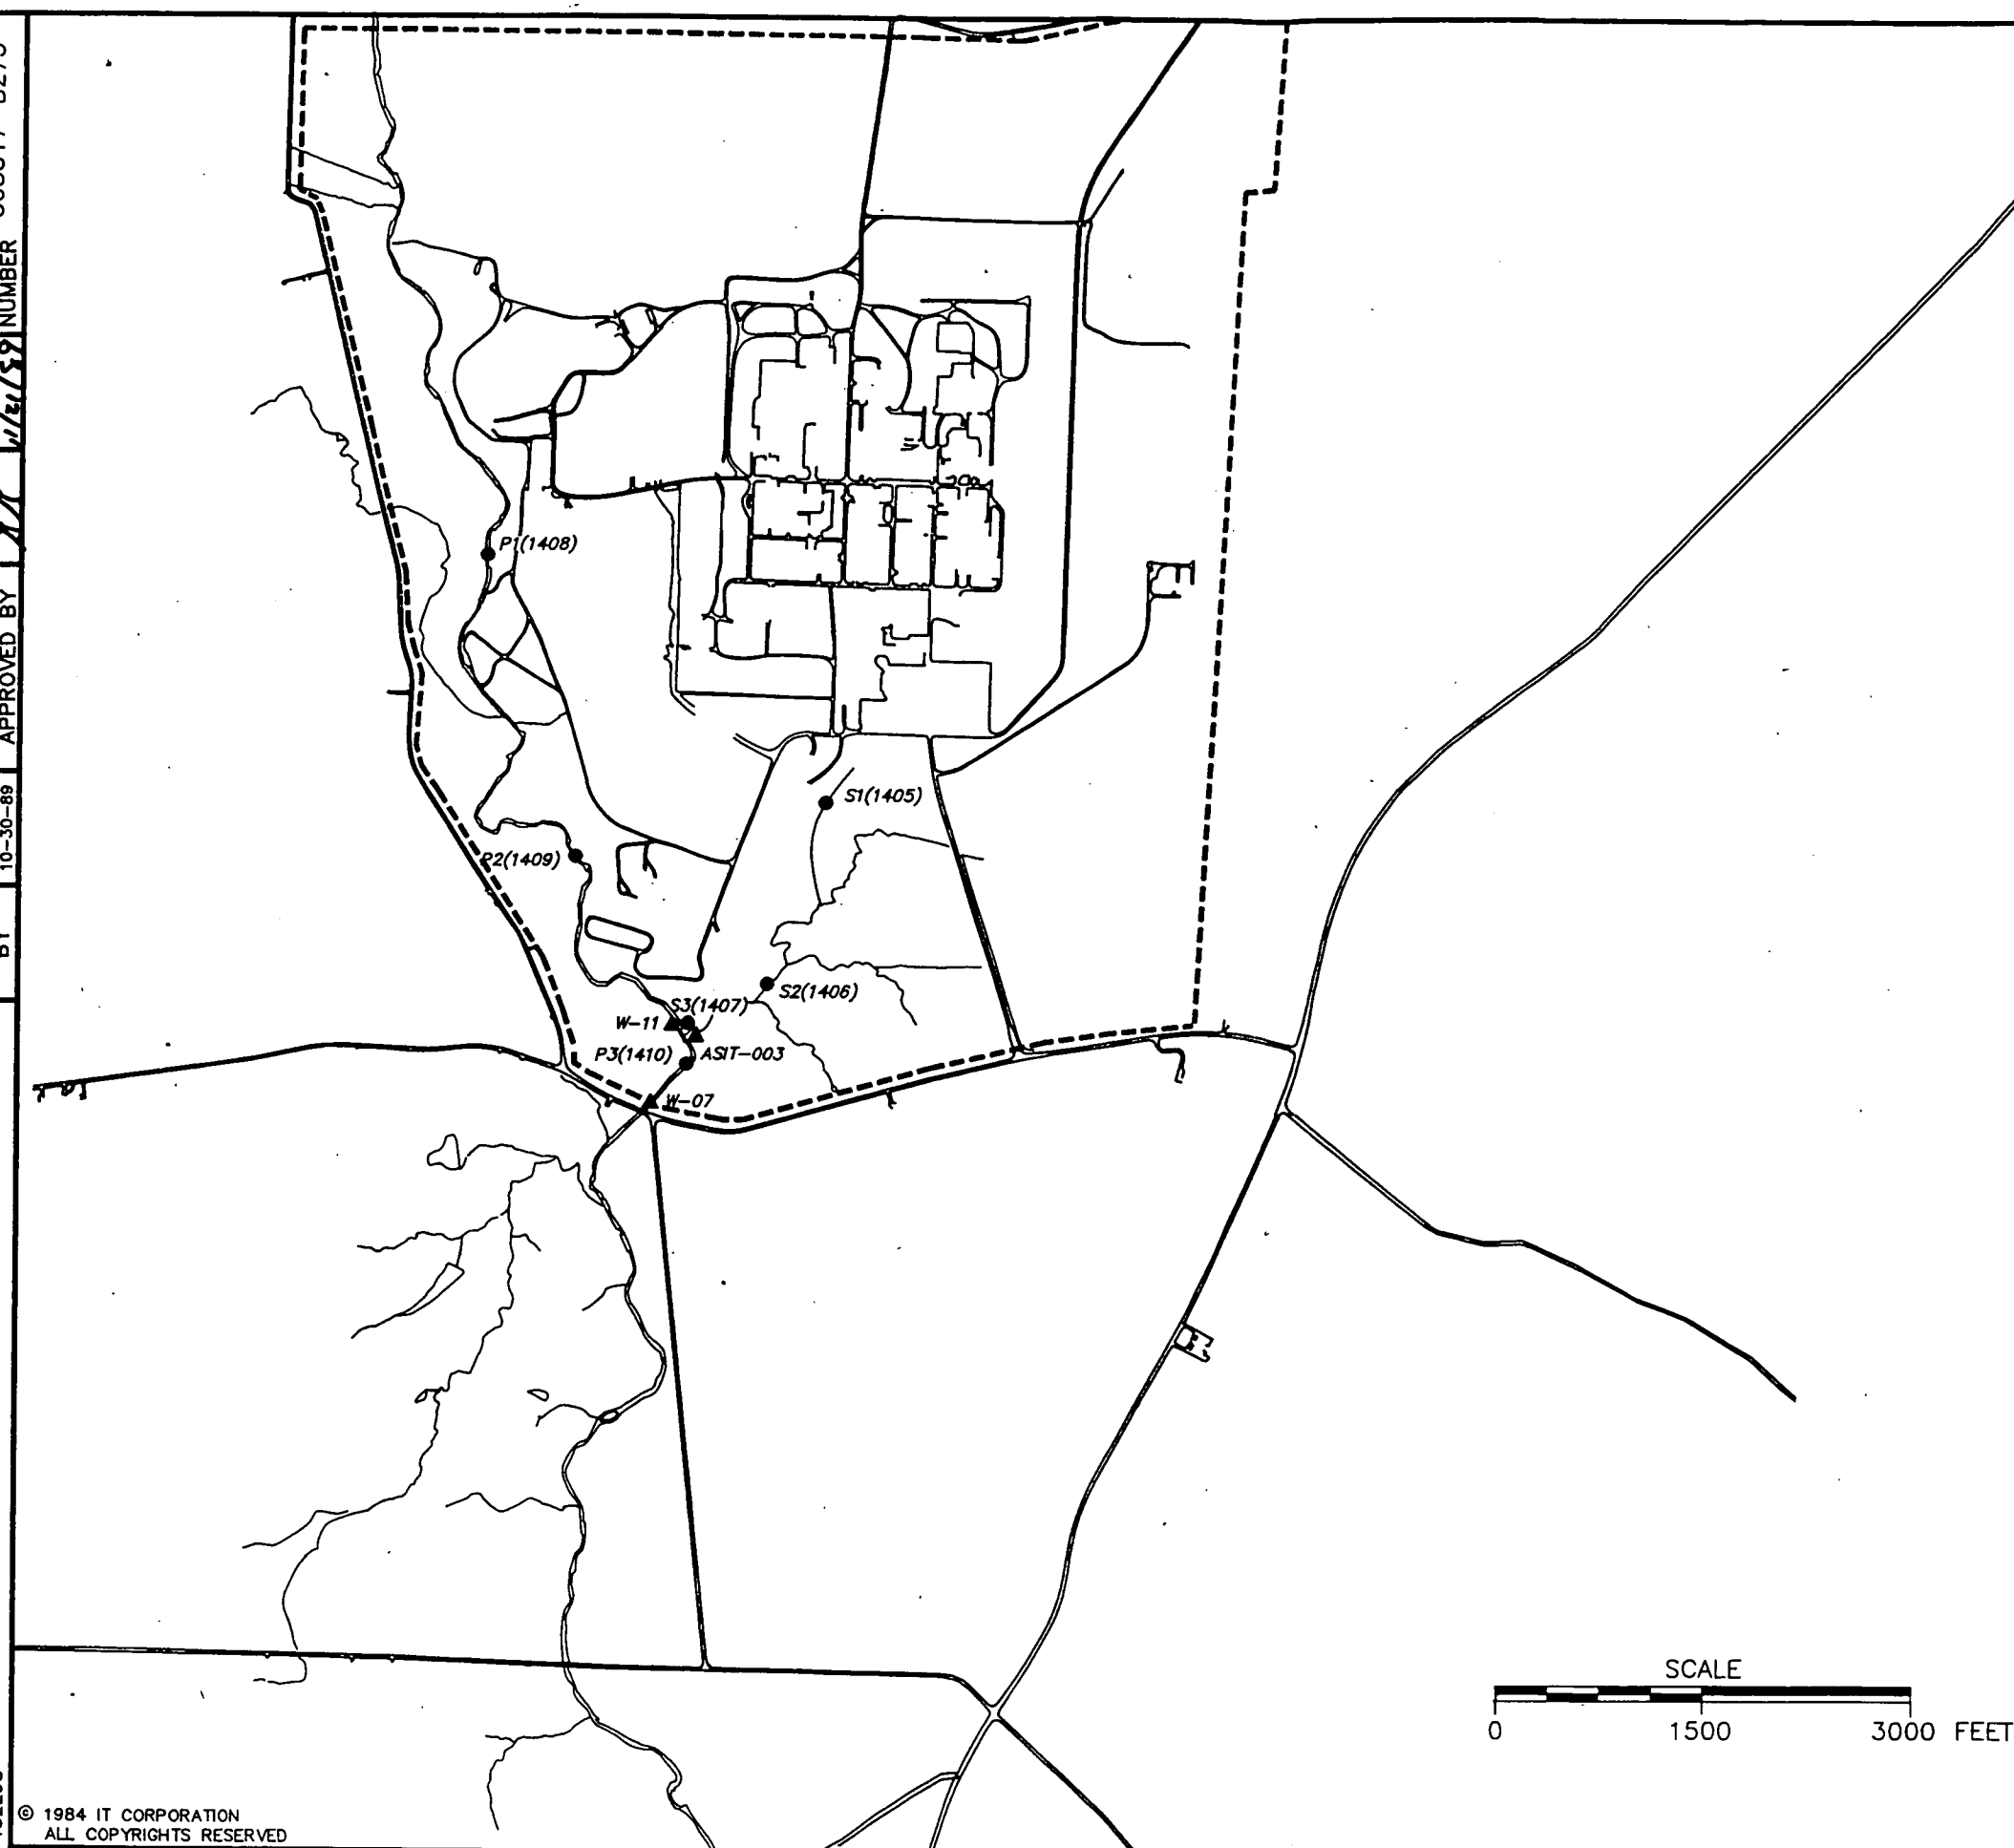 NUMBER
APPROVED BY
10-30-89
BY
P1(1408)
S1(1405)
P2(1409)
S2(1406)
S3(1407)
W-11
P3(1410)
ASIT-003
W-07
SCALE
0 1500 3000 FEET
© 1984 IT CORPORATION
ALL COPYRIGHTS RESERVED